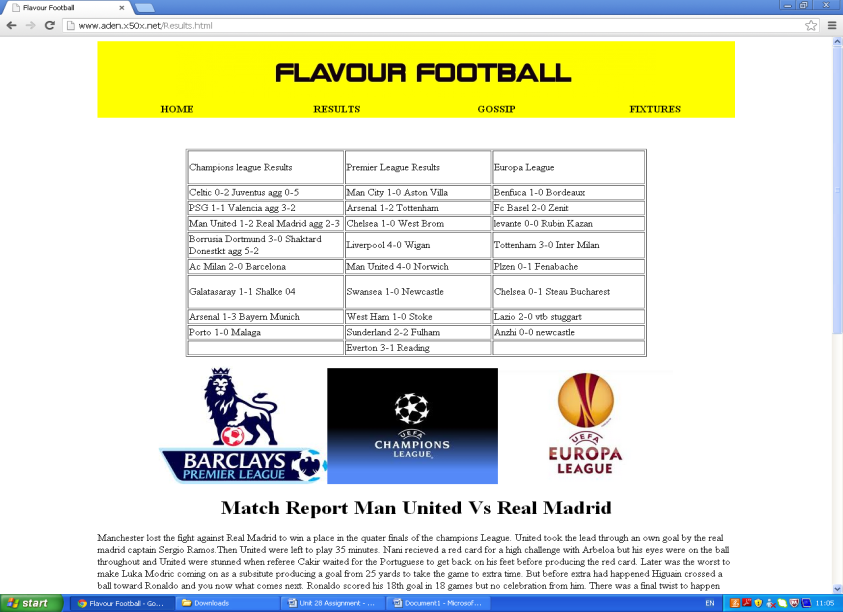 Flavour Football
www.aden.x50x.net/Results.html
FLAVOUR FOOTBALL
HOME RESULTS GOSSIP FIXTURES
Champions league Results Premier League Results Europa League
Celtic 0-2 Juventus agg 0-5 Man City 1-0 Aston Villa Benfuca 1-0 Bordeaux
PSG 1-1 Valencia agg 3-2 Arsenal 1-2 Tottenham Fc Basel 2-0 Zenit
Man United 1-2 Real Madrid agg 2-3 Chelsea 1-0 West Brom levante 0-0 Rubin Kazan
Borrusia Dortmund 3-0 Shaktard
Donestkt agg 5-2 Liverpool 4-0 Wigan Tottenham 3-0 Inter Milan
Ac Milan 2-0 Barcelona Man United 4-0 Norwich Plzen 0-1 Fenabache
Galatasaray 1-1 Shalke 04 Swansea 1-0 Newcastle Chelsea 0-1 Steau Bucharest
Arsenal 1-3 Bayern Munich West Ham 1-0 Stoke Lazio 2-0 vtb stuggart
Porto 1-0 Malaga Sunderland 2-2 Fulham Anzhi 0-0 newcastle
Everton 3-1 Reading
BARCLAYS
PREMIER LEAGUE
UEFA
CHAMPIONS
LEAGUE
UEFA
EUROPA
LEAGUE
Match Report Man United Vs Real Madrid
Manchester lost the fight against Real Madrid to win a place in the quater finals of the champions League. United took the lead through an own goal by the real
madrid captain Sergio Ramos.Then United were left to play 35 minutes. Nani recieved a red card for a high challenge with Arbeloa but his eyes were on the ball
throughout and United were stunned when referee Cakir waited for the Portuguese to get back on his feet before producing the red card. Later was the worst to
make Luka Modric coming on as a subsitute producing a goal from 25 yards to take the game to extra time. But before extra had happened Higuain crossed a
ball toward Ronaldo and you now what comes next. Ronaldo scored his 18th goal in 18 games but no celebration from him. There was a final twist to happen
start
Flavour Football - Go...
Downloads
Unit 28 Assignment - ...
Document1 - Microsof...
EN
11:05